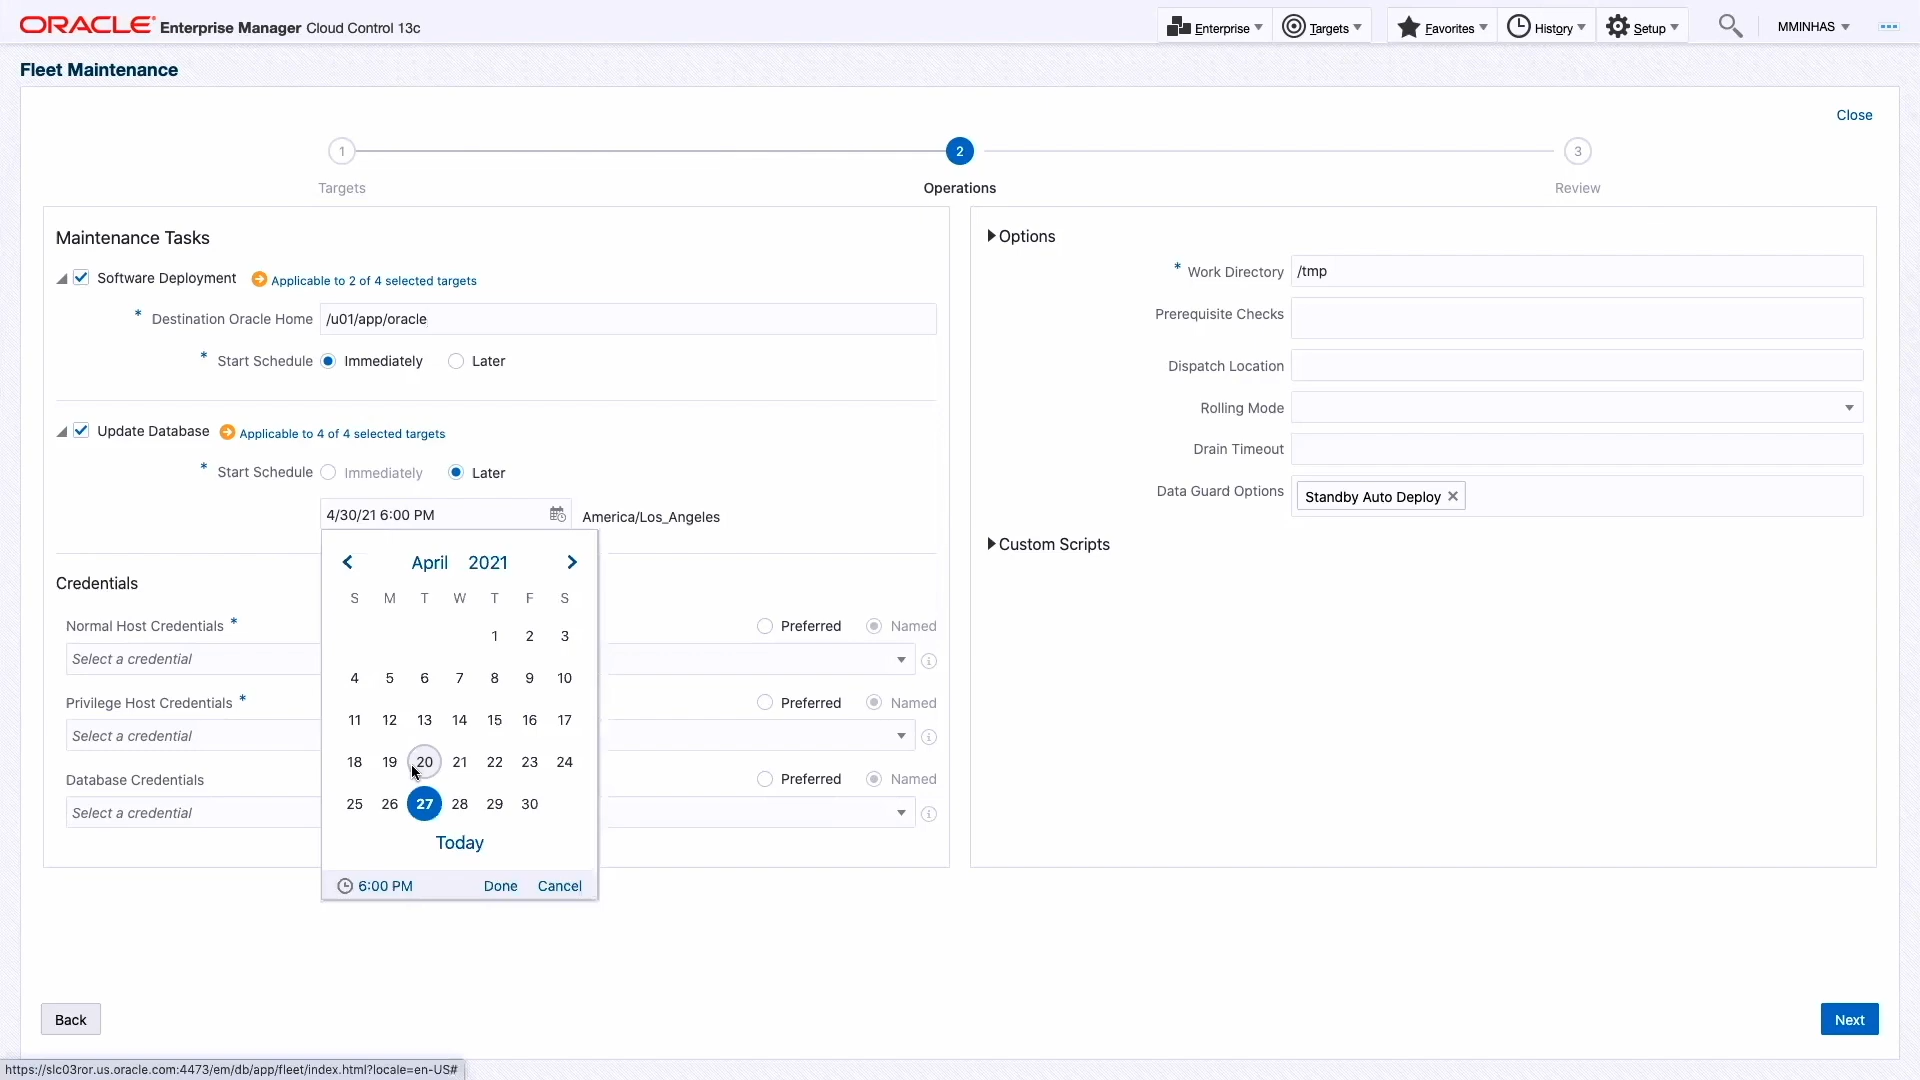 ORACLE Enterprise Manager Cloud Control 13c
Enterprise Targets Favorites History Setup MMINHAS
Fleet Maintenance
Close
1 2 3
Targets Operations Review
Maintenance Tasks
Software Deployment Applicable to 2 of 4 selected targets
* Destination Oracle Home /u01/app/oracle
* Start Schedule Immediately Later
Update Database Applicable to 4 of 4 selected targets
* Start Schedule Immediately Later
4/30/21 6:00 PM America/Los_Angeles
April 2021
S M T W T F S
1 2 3
4 5 6 7 8 9 10
11 12 13 14 15 16 17
18 19 20 21 22 23 24
25 26 27 28 29 30
Today
6:00 PM Done Cancel
Credentials
Normal Host Credentials * Preferred Named
Select a credential
Privilege Host Credentials * Preferred Named
Select a credential
Database Credentials Preferred Named
Select a credential
Options
* Work Directory /tmp
Prerequisite Checks
Dispatch Location
Rolling Mode
Drain Timeout
Data Guard Options Standby Auto Deploy
Custom Scripts
Back Next
https://slc03ror.us.oracle.com:4473/em/db/app/fleet/index.html?locale=en-US#